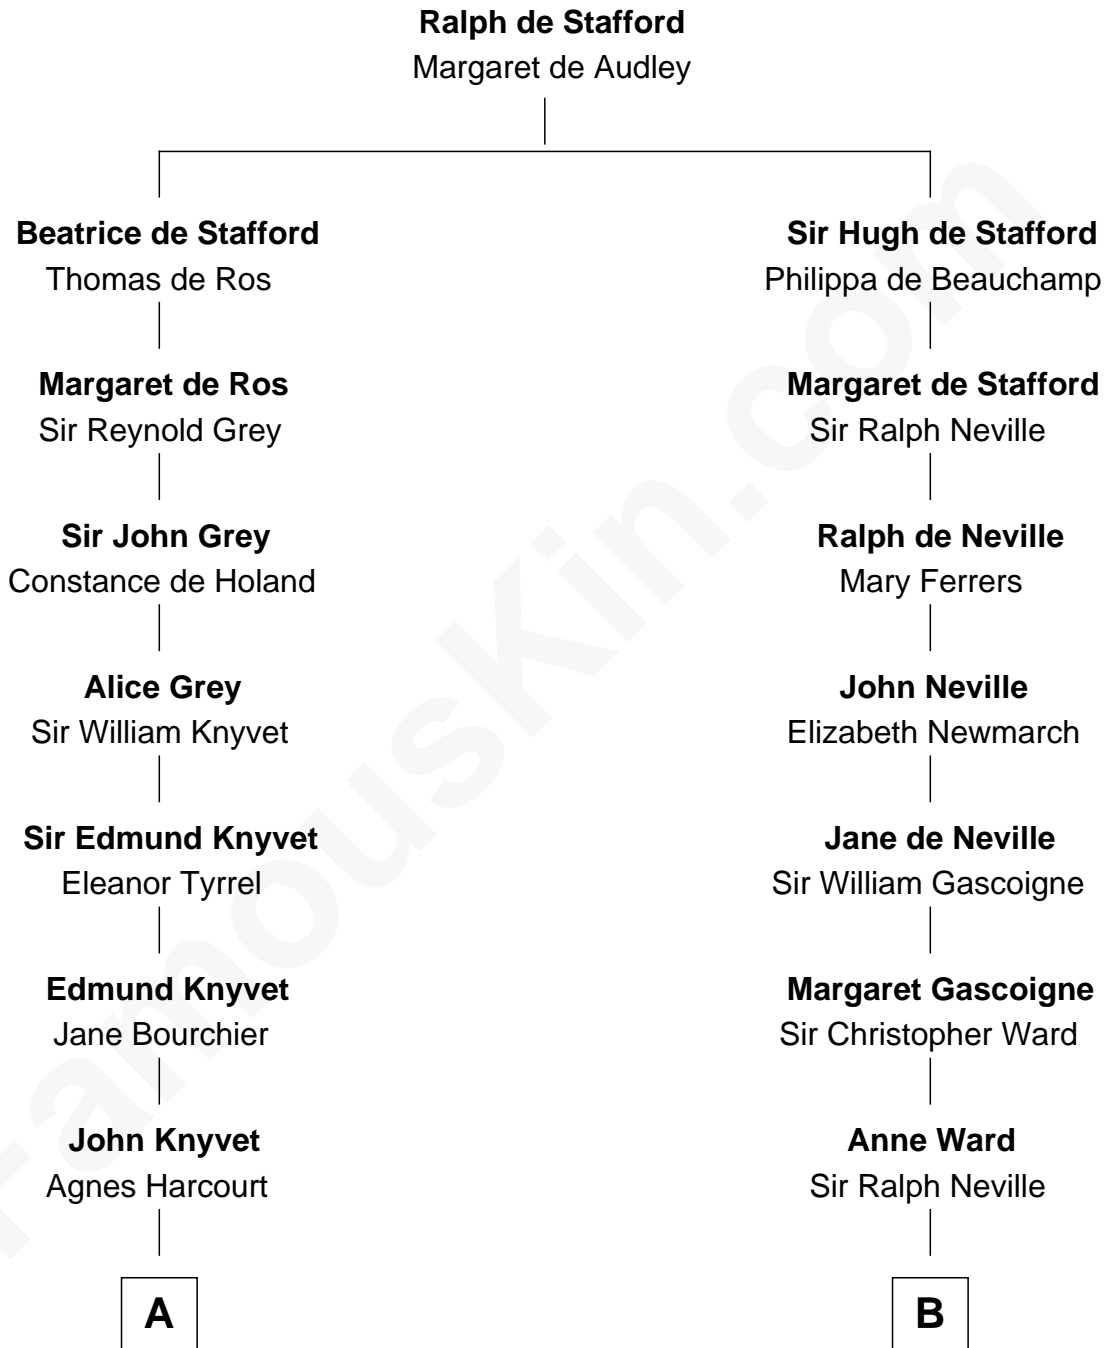 Ralph de Stafford
Margaret de Audley
Beatrice de Stafford
Thomas de Ros
Sir Hugh de Stafford
Philippa de Beauchamp
Margaret de Ros
Sir Reynold Grey
Margaret de Stafford
Sir Ralph Neville
Sir John Grey
Constance de Holand
Ralph de Neville
Mary Ferrers
Alice Grey
Sir William Knyvet
John Neville
Elizabeth Newmarch
Sir Edmund Knyvet
Eleanor Tyrrel
Jane de Neville
Sir William Gascoigne
Edmund Knyvet
Jane Bourchier
Margaret Gascoigne
Sir Christopher Ward
John Knyvet
Agnes Harcourt
Anne Ward
Sir Ralph Neville
A
B
FamousKin.com